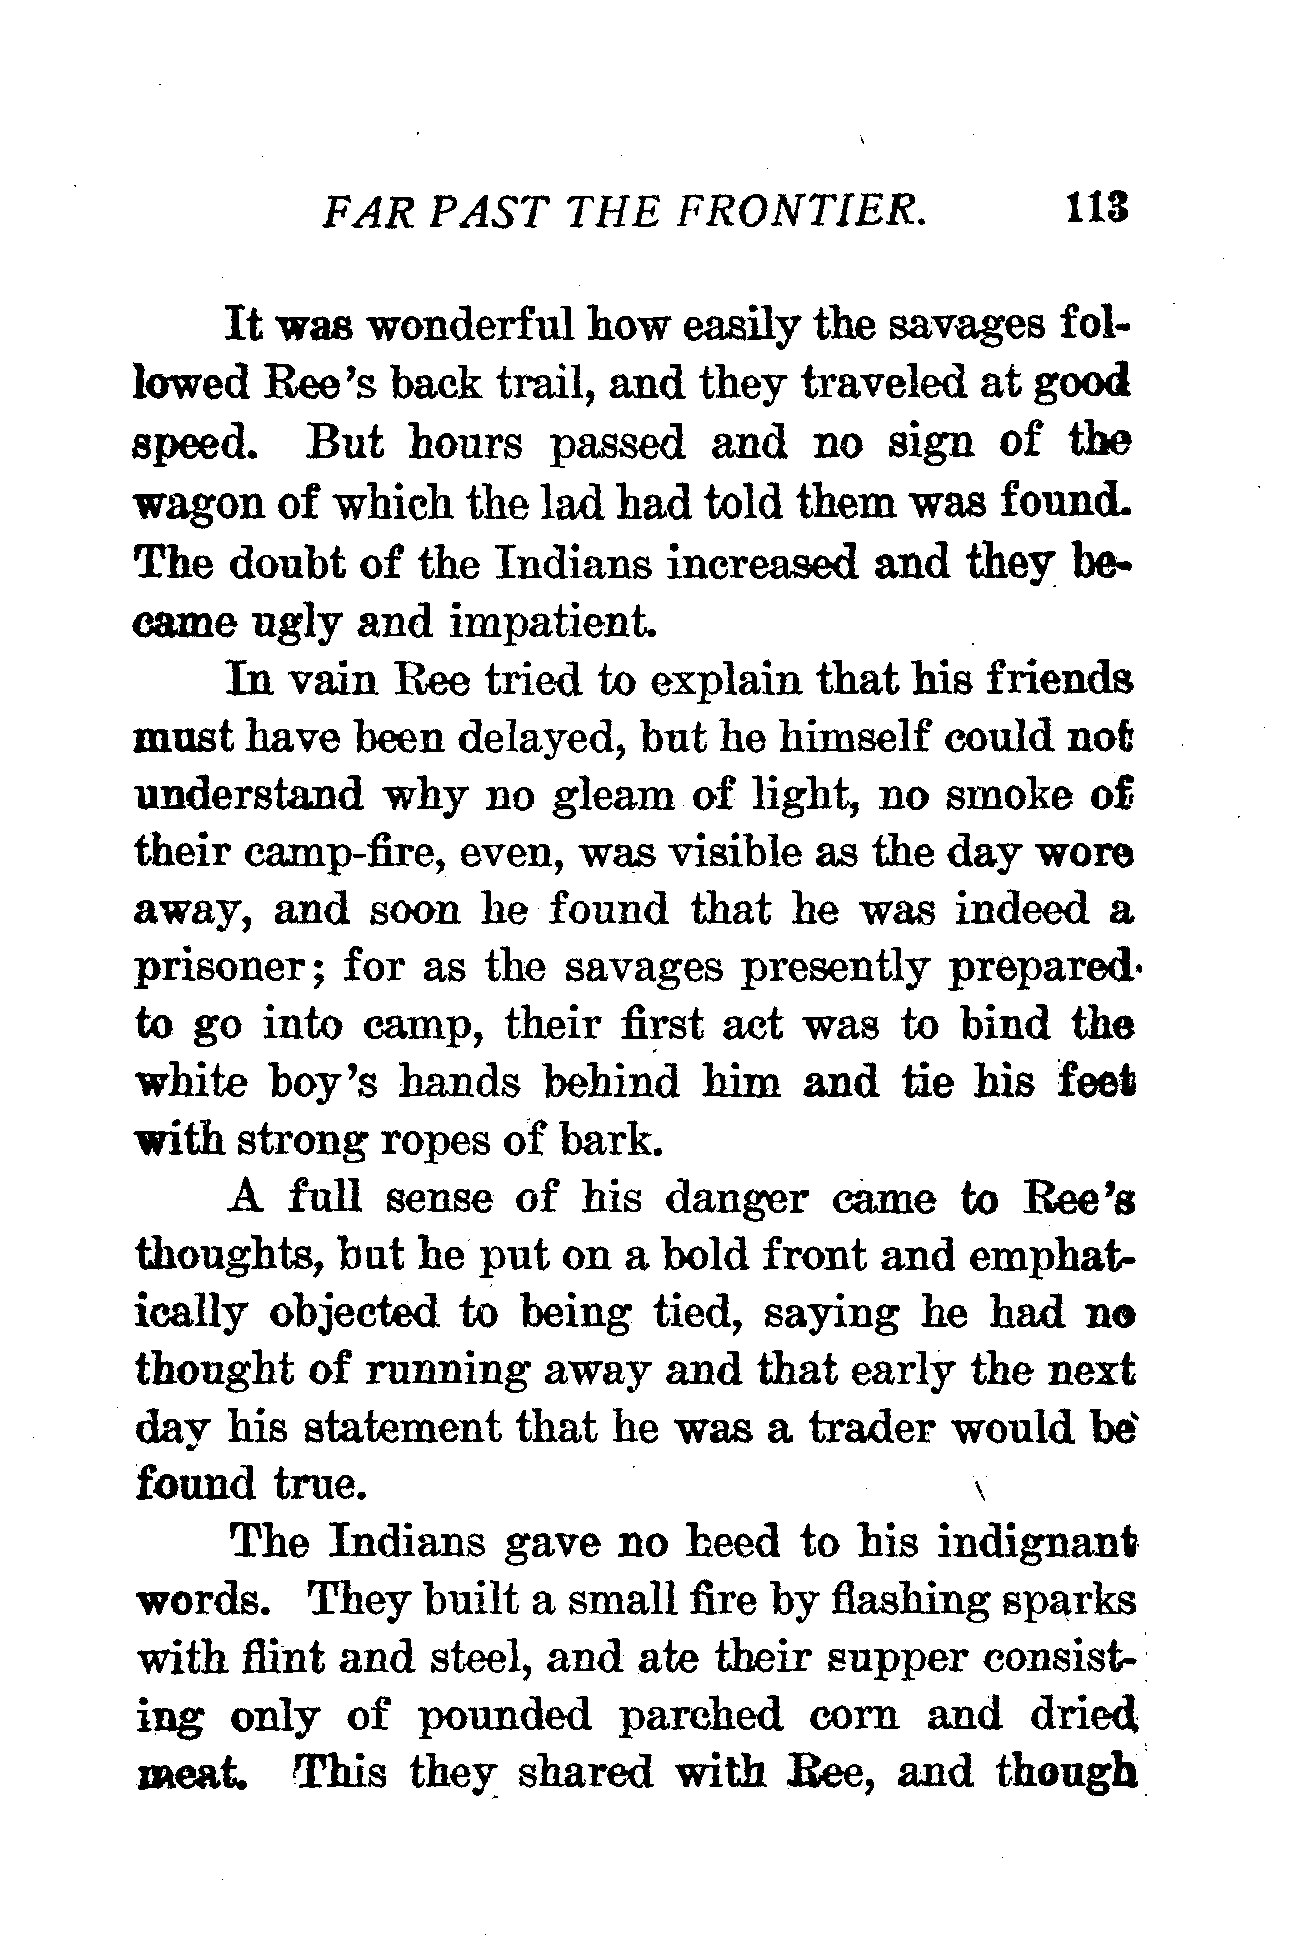 FAR PAST THE FRONTIER. 113
It was wonderful how easily the savages fol-
lowed Ree's back trail, and they traveled at good
speed. But hours passed and no sign of the
wagon of which the lad had told them was found.
The doubt of the Indians increased and they be-
came ugly and impatient.
In vain Ree tried to explain that his friends
must have been delayed, but he himself could not
understand why no gleam of light, no smoke of
their camp-fire, even, was visible as the day wore
away, and soon he found that he was indeed a
prisoner; for as the savages presently prepared
to go into camp, their first act was to bind the
white boy's hands behind him and tie his feet
with strong ropes of bark.
A full sense of his danger came to Ree's
thoughts, but he put on a bold front and emphat-
ically objected to being tied, saying he had no
thought of running away and that early the next
day his statement that he was a trader would be
found true.
The Indians gave no heed to his indignant
words. They built a small fire by flashing sparks
with flint and steel, and ate their supper consist-
ing only of pounded parched corn and dried
meat. This they shared with Ree, and though